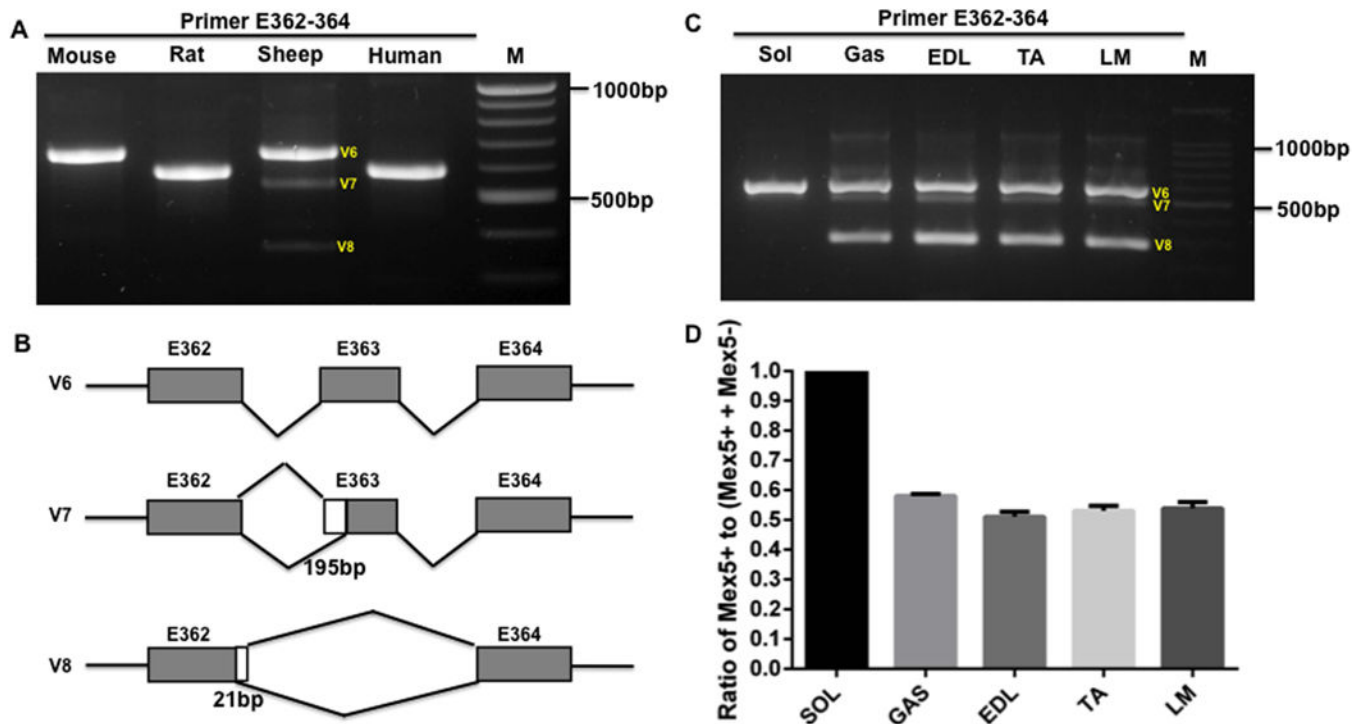 A
Primer E362-364
Mouse Rat Sheep Human M
1000bp
V6
V7
500bp
V8
B
E362 E363 E364
V6
E362 E363 E364
V7
195bp
E362 E364
V8
21bp
C
Primer E362-364
Sol Gas EDL TA LM M
1000bp
V6
V7
500bp
V8
D
Ratio of Mex5+ to (Mex5+ + Mex5-)
1.0
0.9
0.8
0.7
0.6
0.5
0.4
0.3
0.2
0.1
0.0
SOL GAS EDL TA LM